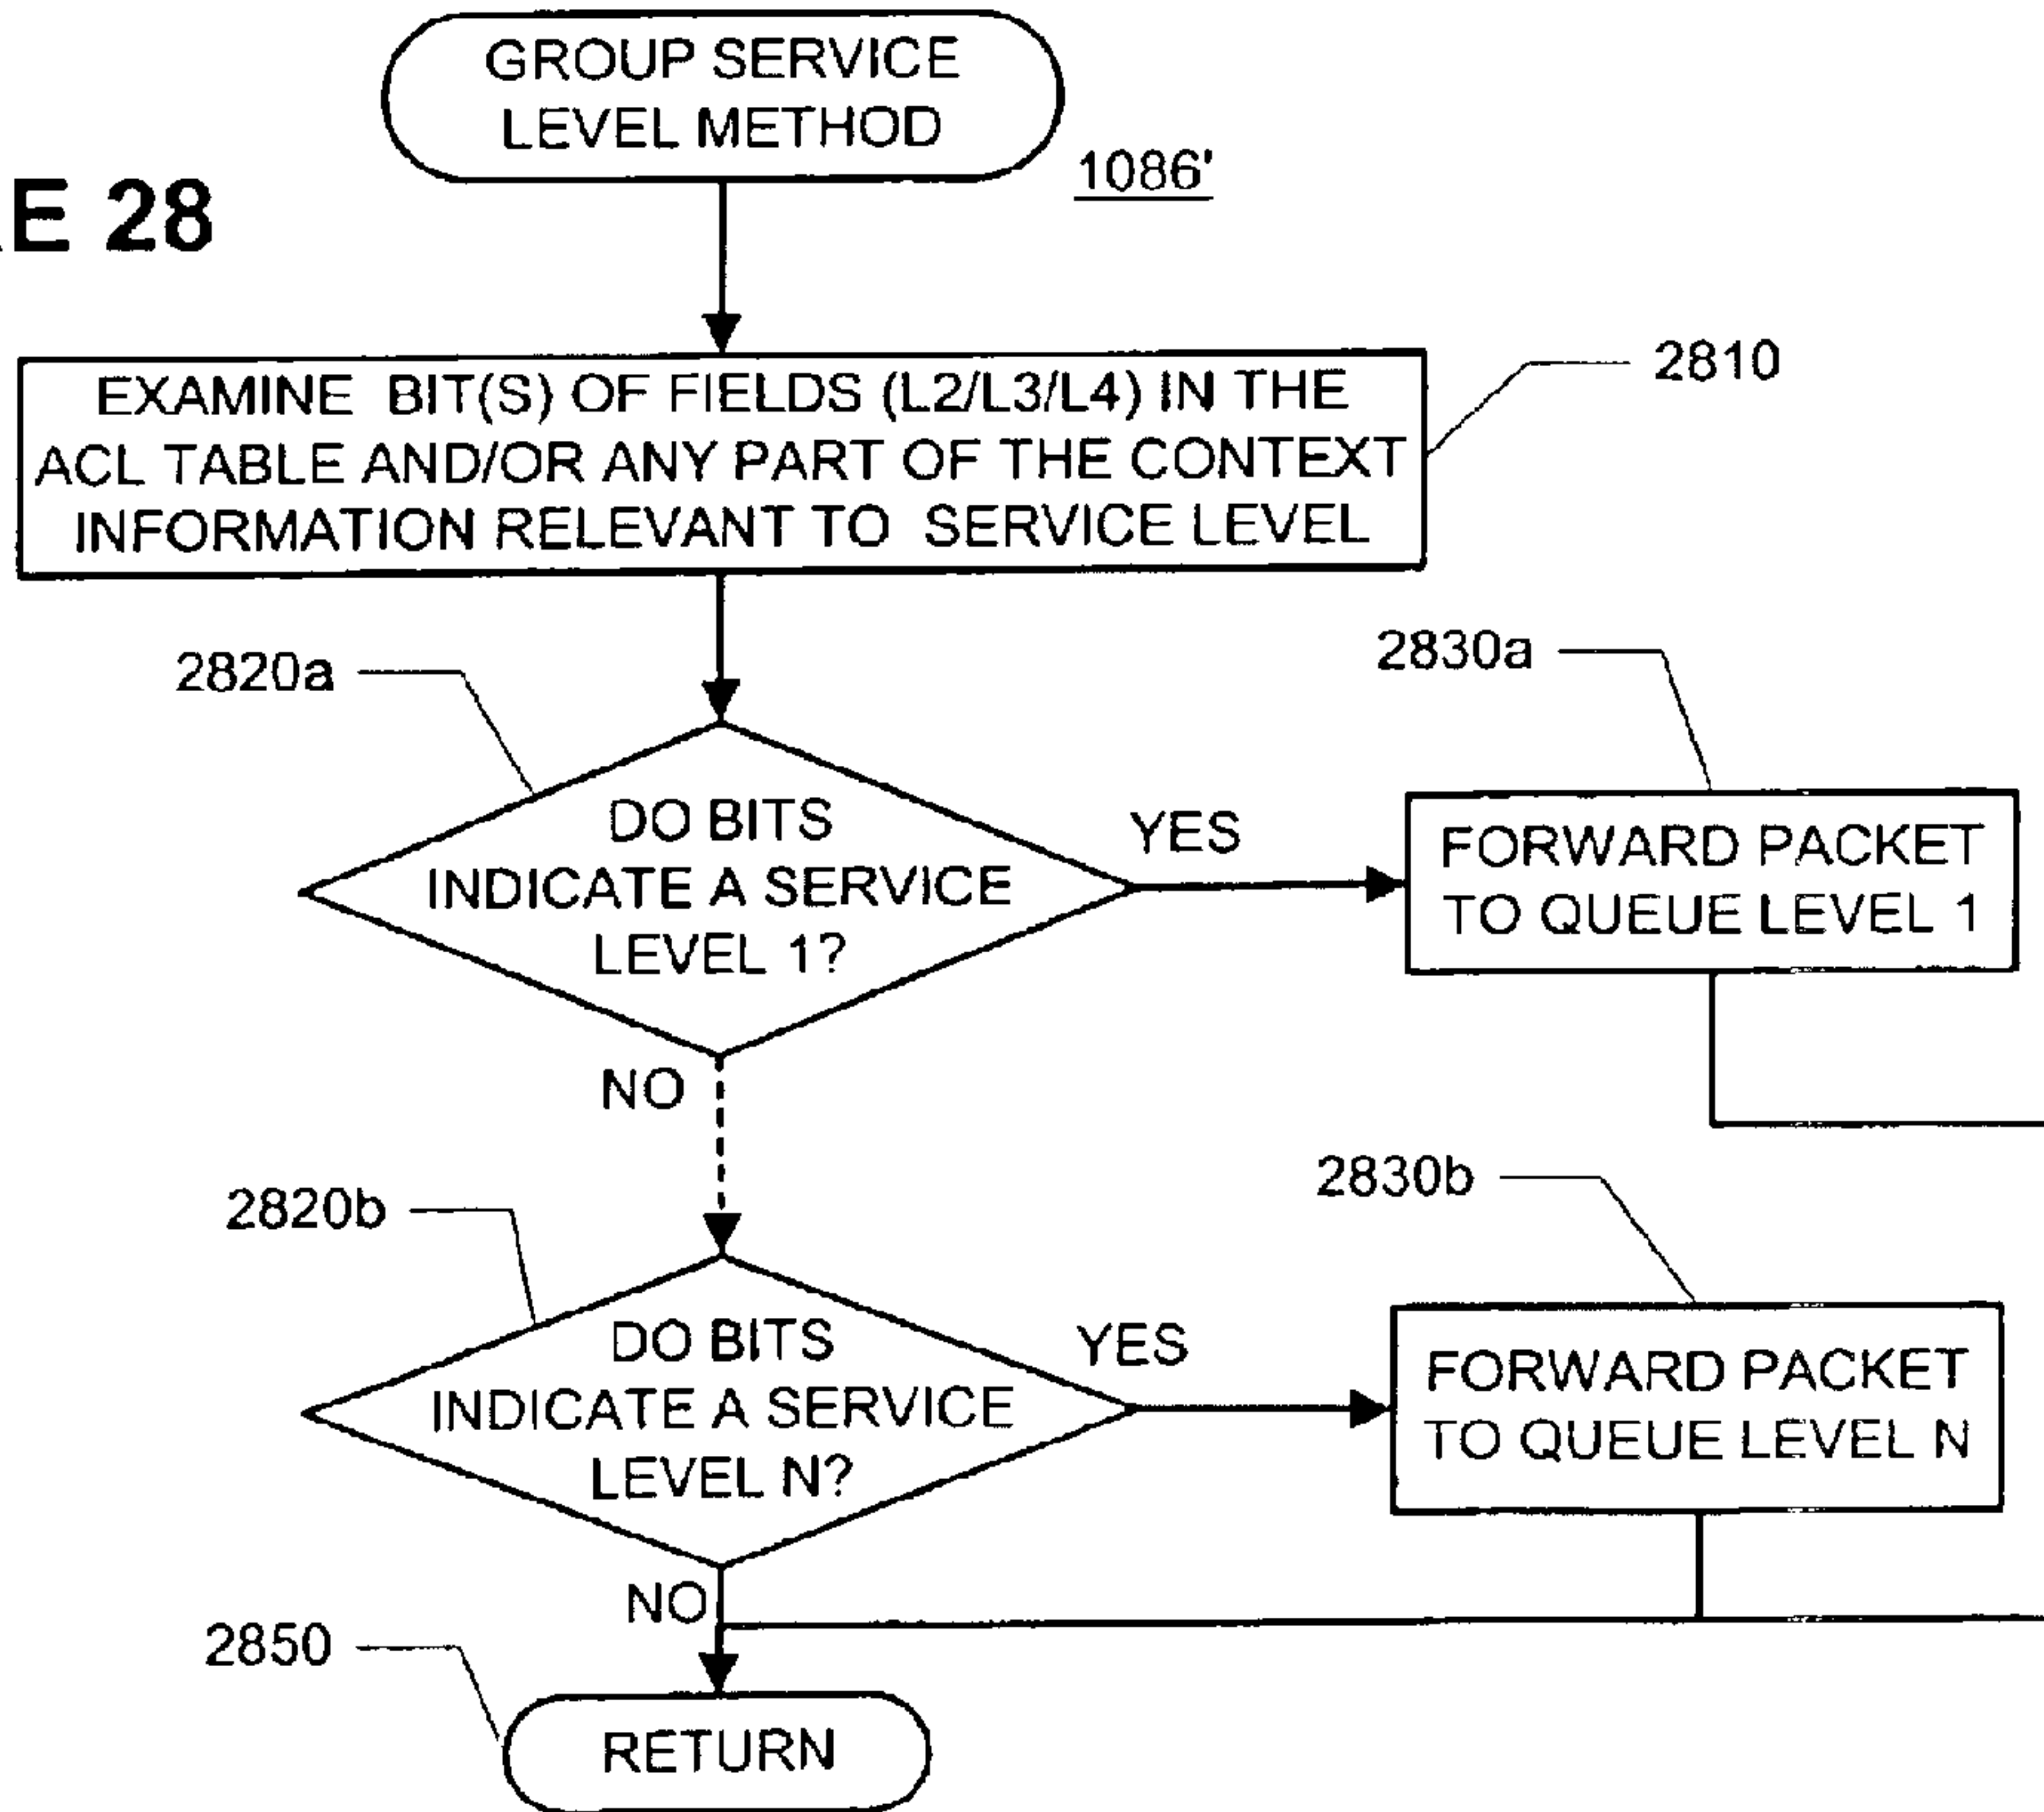 GROUP SERVICE
LEVEL METHOD
1086'
E 28
EXAMINE BIT(S) OF FIELDS (L2/L3/L4) IN THE
ACL TABLE AND/OR ANY PART OF THE CONTEXT
INFORMATION RELEVANT TO SERVICE LEVEL
2810
2820a
2830a
DO BITS
INDICATE A SERVICE
LEVEL 1?
YES
FORWARD PACKET
TO QUEUE LEVEL 1
NO
2820b
2830b
DO BITS
INDICATE A SERVICE
LEVEL N?
YES
FORWARD PACKET
TO QUEUE LEVEL N
NO
2850
RETURN